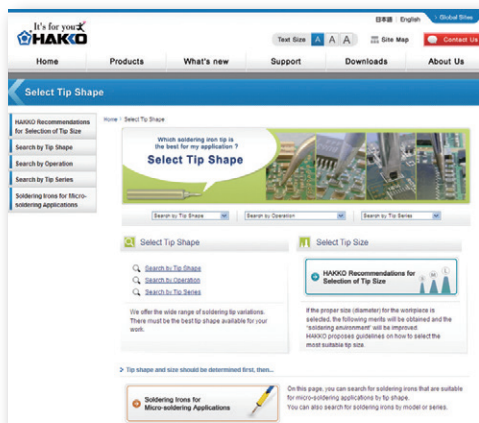 日本語 | English
Global Sites
It's for you
HAKKO
Text Size A A A
Site Map
Contact Us
Home Products What's new Support Downloads About Us
Select Tip Shape
HAKKO Recommendations
for Selection of Tip Size
Search by Tip Shape
Search by Operation
Search by Tip Series
Soldering Irons for Micro-
soldering Applications
Home > Select Tip Shape
Which soldering iron tip is
the best for my application ?
Select Tip Shape
Search by Tip Shape
Search by Operation
Search by Tip Series
Select Tip Shape
Search by Tip Shape
Search by Operation
Search by Tip Series
We offer the wide range of soldering tip variations.
There must be the best tip shape available for your
work.
Select Tip Size
HAKKO Recommendations for
Selection of Tip Size
S M L
If the proper size (diameter) for the workpiece is
selected, the following merits will be obtained and the
"soldering environment" will be improved.
HAKKO proposes guidelines on how to select the
most suitable tip size.
Tip shape and size should be determined first, then...
Soldering Irons for
Micro-soldering Applications
On this page, you can search for soldering irons that are suitable
for micro-soldering applications by tip shape.
You can also search for soldering irons by model or series.